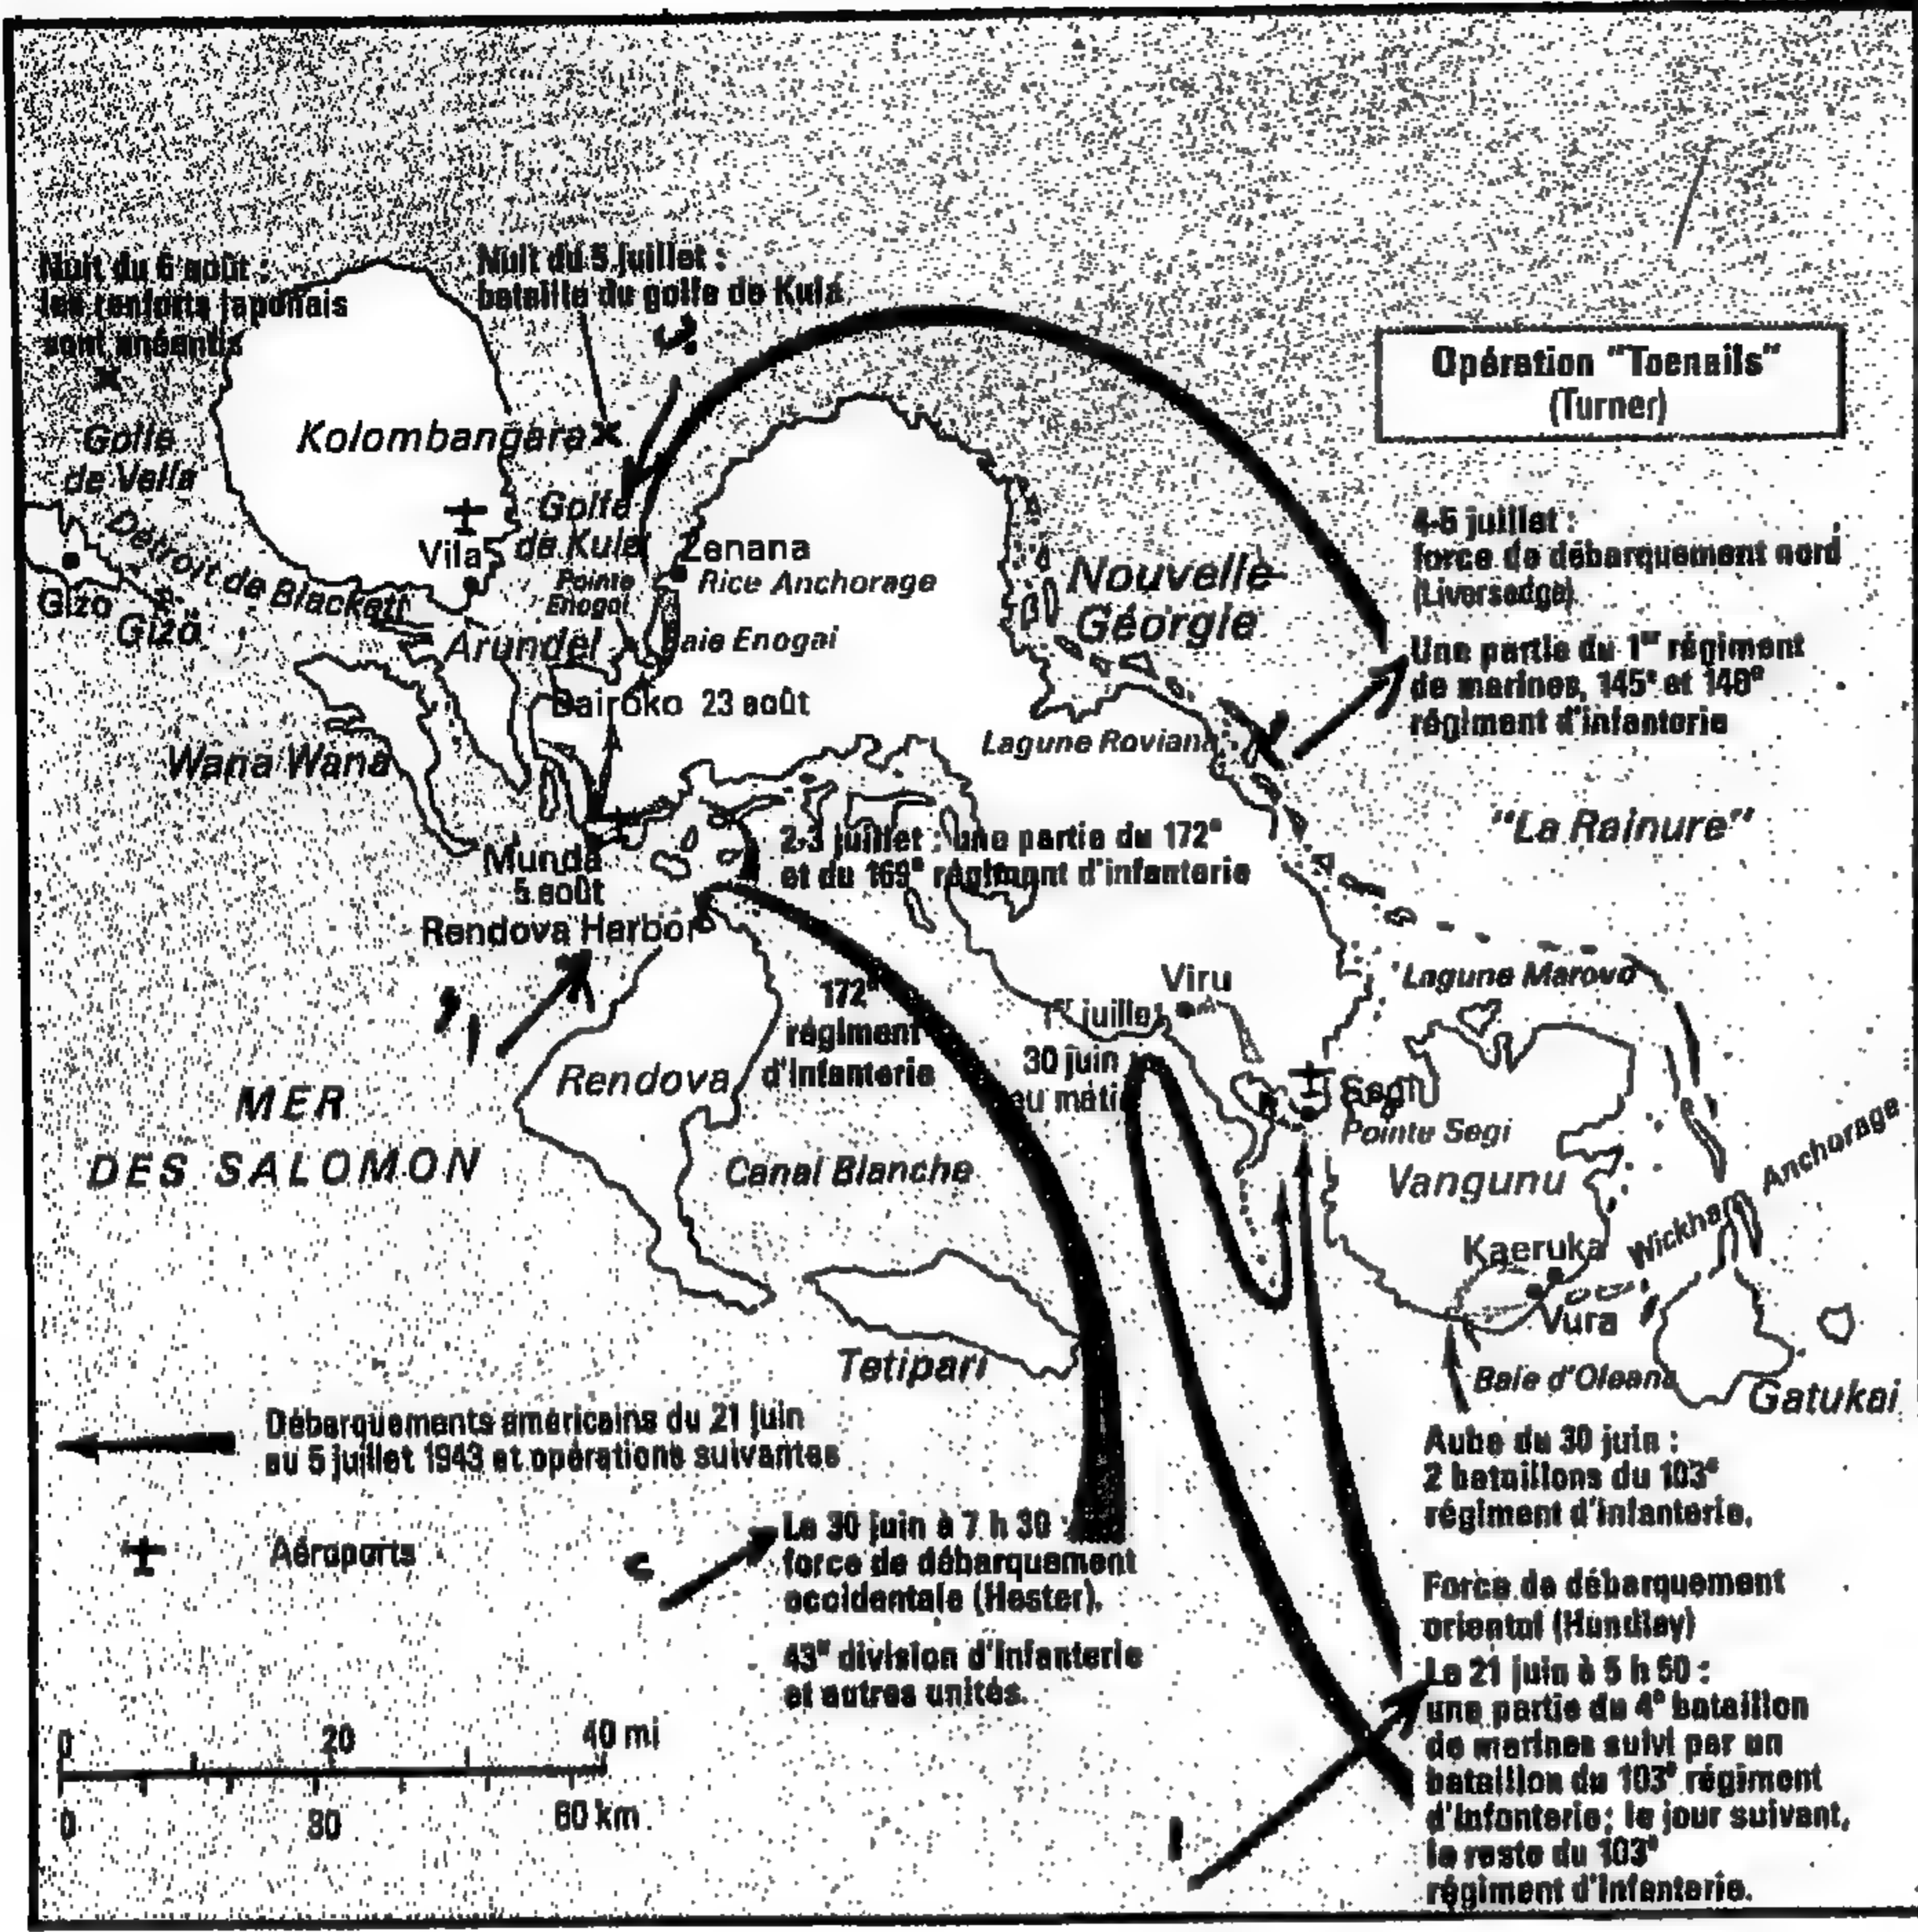 Nuit du 6 août :
les renforts japonais
sont anéantis
Nuit du 5 juillet :
bataille du golfe de Kula
Opération "Toenails"
(Turner)
Kolombangara
Golfe
de Vella
Détroit de Blackett
Vila
Golfe
de Kula
Zenana
Rice Anchorage
Pointe
Enogai
Baie Enogai
Gizo
Gizo
Arundel
Bairoko 23 août
Nouvelle-
Géorgie
4-5 juillet :
force de débarquement nord
(Liversedge)
Une partie du 1er régiment
de marines, 145e et 148e
régiment d'infanterie
Wana Wana
Lagune Roviana
"La Rainure"
Munda
5 août
2-3 juillet : une partie du 172e
et du 169e régiment d'infanterie
Rendova Harbor
172e
régiment
d'Infanterie
Viru
1er juillet
30 juin
au matin
Lagune Marovo
Rendova
Segi
Pointe Segi
MER
DES SALOMON
Canal Blanche
Vangunu
Wickham Anchorage
Kaeruka
Vura
Tetipari
Baie d'Oleana
Gatukai
Débarquements américains du 21 juin
au 5 juillet 1943 et opérations suivantes
Aéroports
Le 30 juin à 7 h 30 :
force de débarquement
occidentale (Hester).
43e division d'Infanterie
et autres unités.
Aube du 30 juin :
2 bataillons du 103e
régiment d'infanterie.
Force de débarquement
oriental (Hundley)
Le 21 juin à 5 h 50 :
une partie du 4e bataillon
de marines suivi par un
bataillon du 103e régiment
d'Infanterie; le jour suivant,
le reste du 103e
régiment d'Infanterie.
0 20 40 mi
0 30 60 km